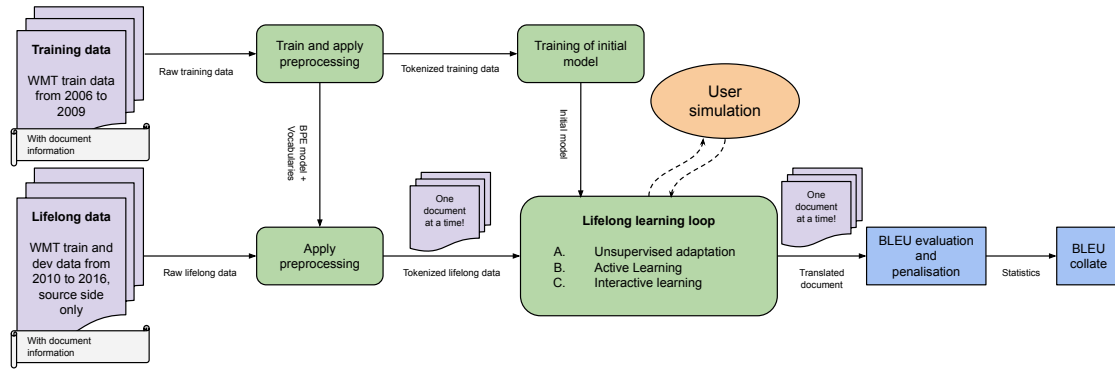 Training data
WMT train data
from 2006 to
2009
With document
information
Raw training data
Train and apply
preprocessing
Tokenized training data
Training of initial
model
BPE model +
Vocabularies
Initial model
User
simulation
Lifelong data
WMT train and
dev data from
2010 to 2016,
source side
only
With document
information
Raw lifelong data
Apply
preprocessing
One
document
at a time!
Tokenized lifelong data
Lifelong learning loop
A. Unsupervised adaptation
B. Active Learning
C. Interactive learning
One
document
at a time!
Translated
document
BLEU evaluation
and
penalisation
Statistics
BLEU
collate